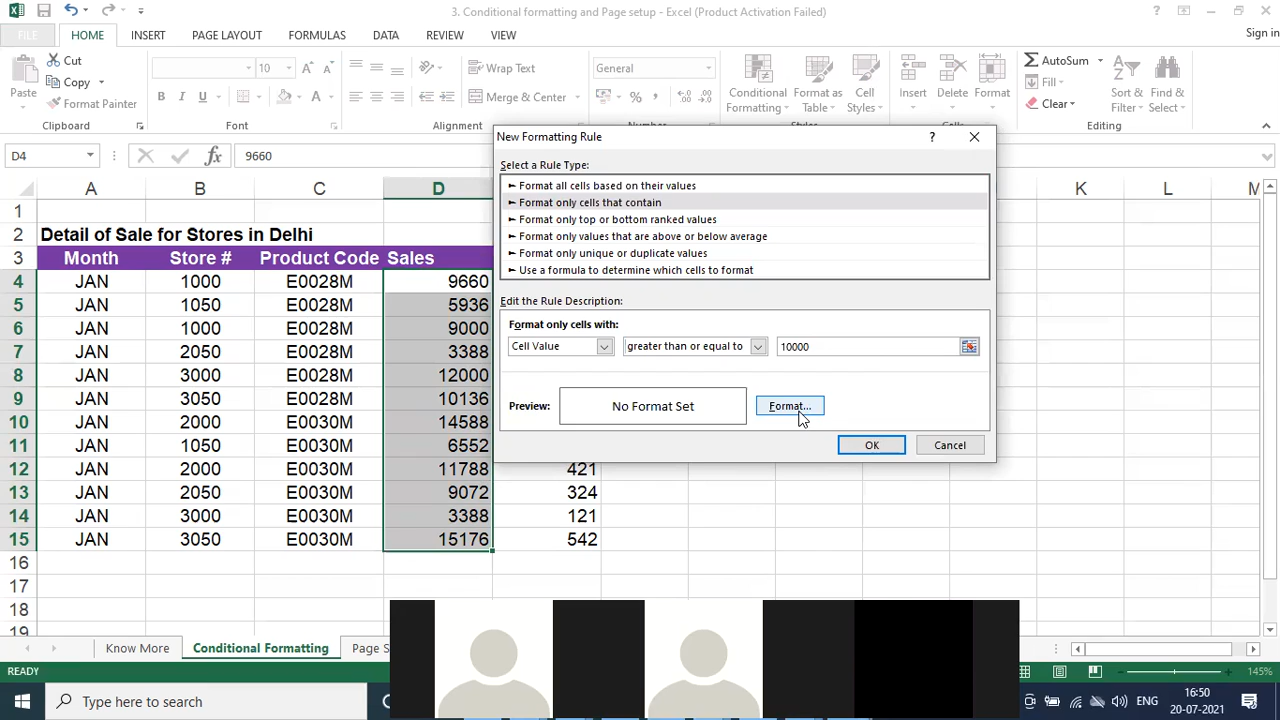 3. Conditional formatting and Page setup - Excel (Product Activation Failed)
FILE HOME INSERT PAGE LAYOUT FORMULAS DATA REVIEW VIEW Sign in
Paste
Cut
Copy
Format Painter
Clipboard
10 A A
B I U A
Font
Wrap Text
Merge & Center
Alignment
General
% ,
Number
Conditional Formatting
Format as Table
Cell Styles
Styles
Insert Delete Format
Cells
AutoSum
Fill
Clear
Sort & Filter
Find & Select
Editing
D4 fx 9660
A B C D K L M
1
2 Detail of Sale for Stores in Delhi
3 Month Store # Product Code Sales
4 JAN 1000 E0028M 9660
5 JAN 1050 E0028M 5936
6 JAN 1000 E0028M 9000
7 JAN 2050 E0028M 3388
8 JAN 3000 E0028M 12000
9 JAN 3050 E0028M 10136
10 JAN 2000 E0030M 14588
11 JAN 1050 E0030M 6552
12 JAN 2000 E0030M 11788 421
13 JAN 2050 E0030M 9072 324
14 JAN 3000 E0030M 3388 121
15 JAN 3050 E0030M 15176 542
16
17
18
19
New Formatting Rule ?
Select a Rule Type:
► Format all cells based on their values
► Format only cells that contain
► Format only top or bottom ranked values
► Format only values that are above or below average
► Format only unique or duplicate values
► Use a formula to determine which cells to format
Edit the Rule Description:
Format only cells with:
Cell Value greater than or equal to 10000
Preview: No Format Set Format...
OK Cancel
Know More Conditional Formatting Page S
READY 145%
Type here to search
ENG
16:50
20-07-2021